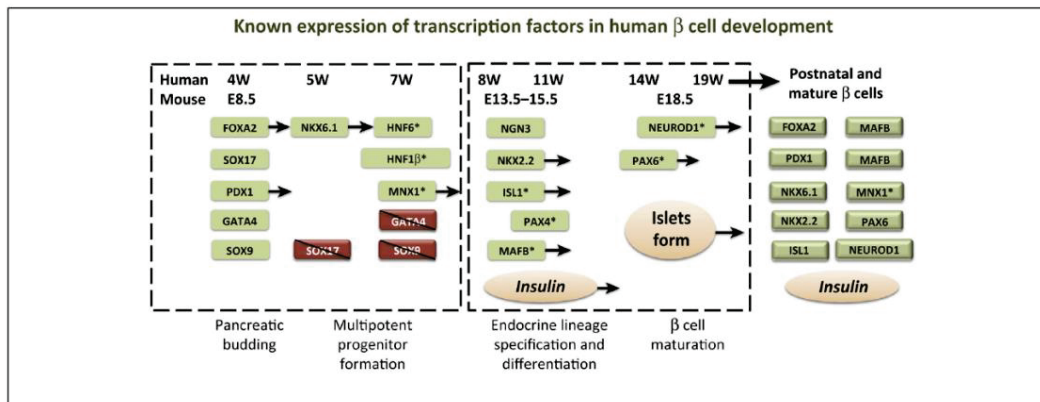 Known expression of transcription factors in human β cell development
Human 4W 5W 7W 8W 11W 14W 19W Postnatal and
Mouse E8.5 E13.5–15.5 E18.5 mature β cells
FOXA2 NKX6.1 HNF6* NGN3 NEUROD1* FOXA2 MAFB
SOX17 HNF1β* NKX2.2 PAX6* PDX1 MAFB
PDX1 MNX1* ISL1* NKX6.1 MNX1*
GATA4 GATA4 PAX4* Islets NKX2.2 PAX6
form
SOX9 SOX17 SOX9 MAFB* ISL1 NEUROD1
Insulin Insulin
Pancreatic Multipotent Endocrine lineage β cell
budding progenitor specification and maturation
formation differentiation